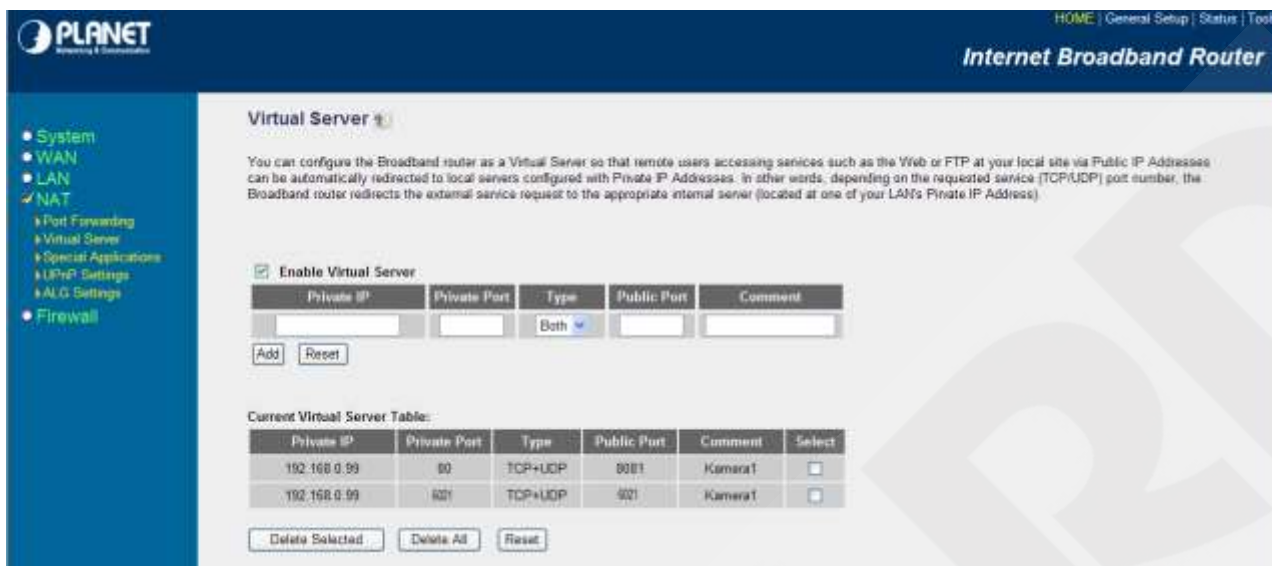 PLANET
Networking & Communication
HOME | General Setup | Status | Tool
Internet Broadband Router
System
WAN
LAN
NAT
Port Forwarding
Virtual Server
Special Applications
UPnP Settings
ALG Settings
Firewall
Virtual Server
You can configure the Broadband router as a Virtual Server so that remote users accessing services such as the Web or FTP at your local site via Public IP Addresses
can be automatically redirected to local servers configured with Private IP Addresses. In other words, depending on the requested service (TCP/UDP) port number, the
Broadband router redirects the external service request to the appropriate internal server (located at one of your LAN's Private IP Address).
Enable Virtual Server
Private IP Private Port Type Public Port Comment
Both
Add Reset
Current Virtual Server Table:
Private IP Private Port Type Public Port Comment Select
192.168.0.99 80 TCP+UDP 8081 Kamera1
192.168.0.99 6021 TCP+UDP 6021 Kamera1
Delete Selected Delete All Reset